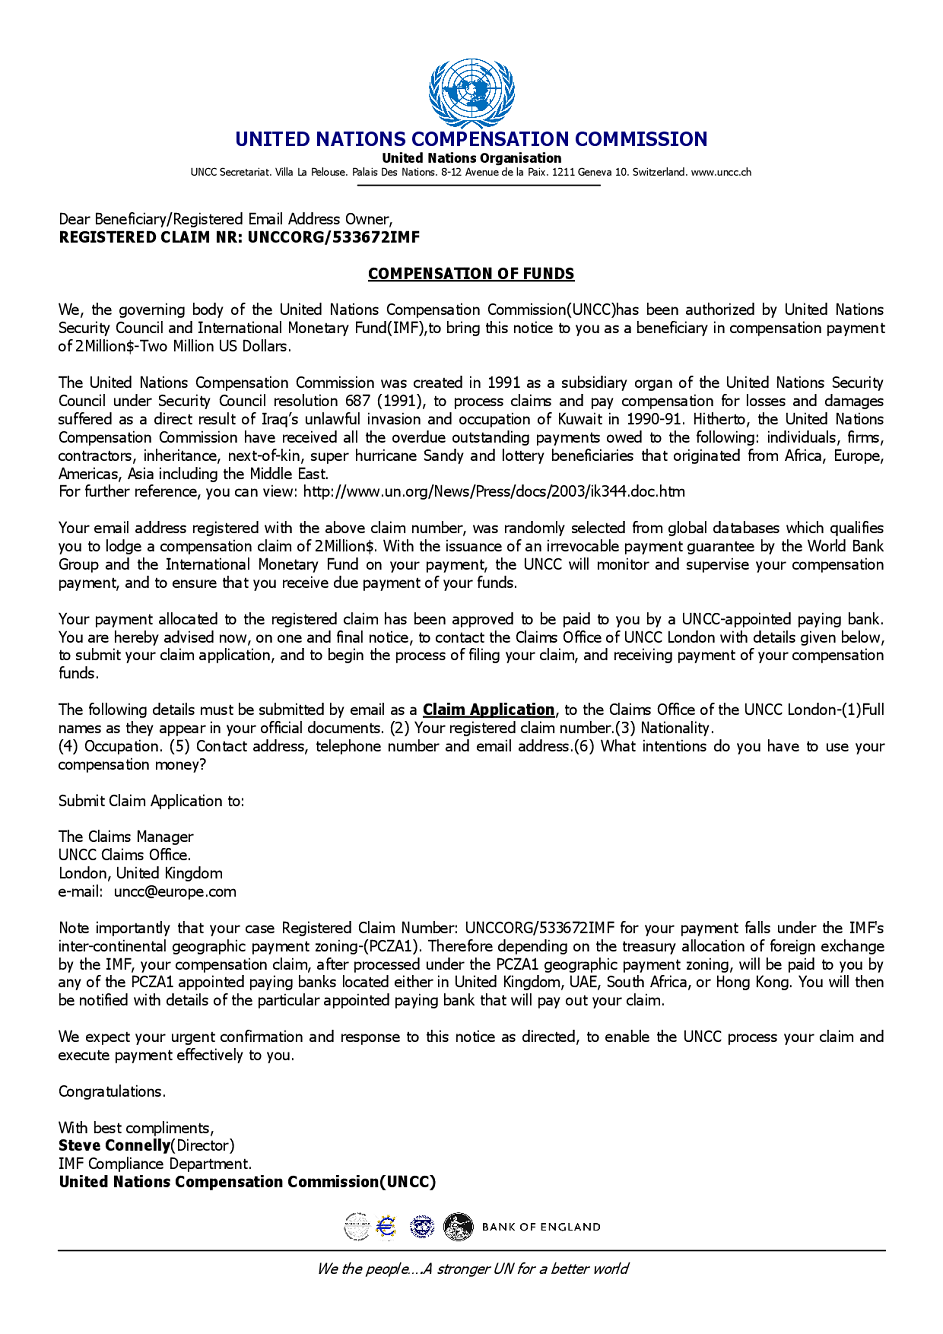 UNITED NATIONS COMPENSATION COMMISSION
United Nations Organisation
UNCC Secretariat. Villa La Pelouse. Palais Des Nations. 8-12 Avenue de la Paix. 1211 Geneva 10. Switzerland. www.uncc.ch
Dear Beneficiary/Registered Email Address Owner,
REGISTERED CLAIM NR: UNCCORG/533672IMF
COMPENSATION OF FUNDS
We, the governing body of the United Nations Compensation Commission(UNCC)has been authorized by United Nations
Security Council and International Monetary Fund(IMF),to bring this notice to you as a beneficiary in compensation payment
of 2Million$-Two Million US Dollars.
The United Nations Compensation Commission was created in 1991 as a subsidiary organ of the United Nations Security
Council under Security Council resolution 687 (1991), to process claims and pay compensation for losses and damages
suffered as a direct result of Iraq's unlawful invasion and occupation of Kuwait in 1990-91. Hitherto, the United Nations
Compensation Commission have received all the overdue outstanding payments owed to the following: individuals, firms,
contractors, inheritance, next-of-kin, super hurricane Sandy and lottery beneficiaries that originated from Africa, Europe,
Americas, Asia including the Middle East.
For further reference, you can view: http://www.un.org/News/Press/docs/2003/ik344.doc.htm
Your email address registered with the above claim number, was randomly selected from global databases which qualifies
you to lodge a compensation claim of 2Million$. With the issuance of an irrevocable payment guarantee by the World Bank
Group and the International Monetary Fund on your payment, the UNCC will monitor and supervise your compensation
payment, and to ensure that you receive due payment of your funds.
Your payment allocated to the registered claim has been approved to be paid to you by a UNCC-appointed paying bank.
You are hereby advised now, on one and final notice, to contact the Claims Office of UNCC London with details given below,
to submit your claim application, and to begin the process of filing your claim, and receiving payment of your compensation
funds.
The following details must be submitted by email as a Claim Application, to the Claims Office of the UNCC London-(1)Full
names as they appear in your official documents. (2) Your registered claim number.(3) Nationality.
(4) Occupation. (5) Contact address, telephone number and email address.(6) What intentions do you have to use your
compensation money?
Submit Claim Application to:
The Claims Manager
UNCC Claims Office.
London, United Kingdom
e-mail: uncc@europe.com
Note importantly that your case Registered Claim Number: UNCCORG/533672IMF for your payment falls under the IMF's
inter-continental geographic payment zoning-(PCZA1). Therefore depending on the treasury allocation of foreign exchange
by the IMF, your compensation claim, after processed under the PCZA1 geographic payment zoning, will be paid to you by
any of the PCZA1 appointed paying banks located either in United Kingdom, UAE, South Africa, or Hong Kong. You will then
be notified with details of the particular appointed paying bank that will pay out your claim.
We expect your urgent confirmation and response to this notice as directed, to enable the UNCC process your claim and
execute payment effectively to you.
Congratulations.
With best compliments,
Steve Connelly(Director)
IMF Compliance Department.
United Nations Compensation Commission(UNCC)
BANK OF ENGLAND
We the people....A stronger UN for a better world